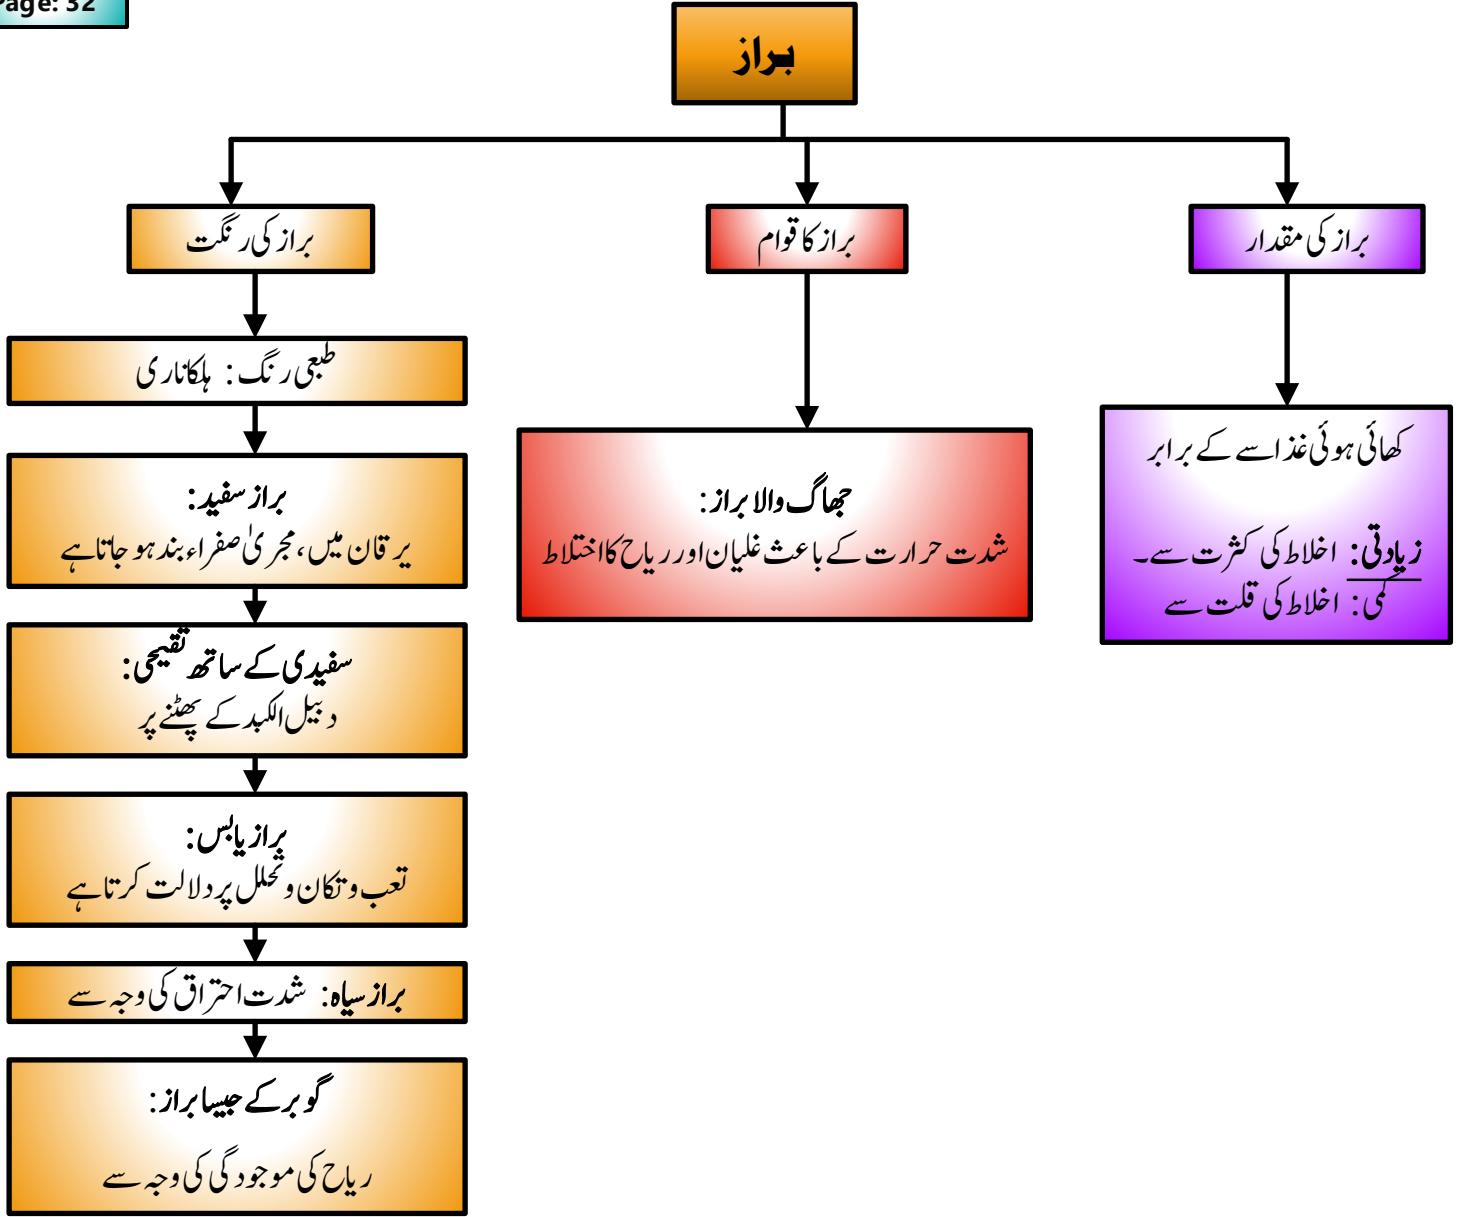 Page: 32
براز
براز کی مقدار
کھائی ہوئی غذا سے کے برابر
زیادتی: اخلاط کی کثرت سے۔
کمی: اخلاط کی قلت سے
براز کا قوام
جھاگ والا براز:
شدت حرارت کے باعث غلیان اور ریاح کا اختلاط
براز کی رنگت
طبعی رنگ: ہلکا ناری
براز سفید:
یرقان میں، مجریٰ صفراء بند ہو جاتا ہے
سفیدی کے ساتھ تقیحی:
دبیل الکبد کے پھٹنے پر
براز یابس:
تعب و تکان و تحلل پر دلالت کرتا ہے
براز سیاہ: شدت احتراق کی وجہ سے
گوبر کے جیسا براز:
ریاح کی موجودگی کی وجہ سے